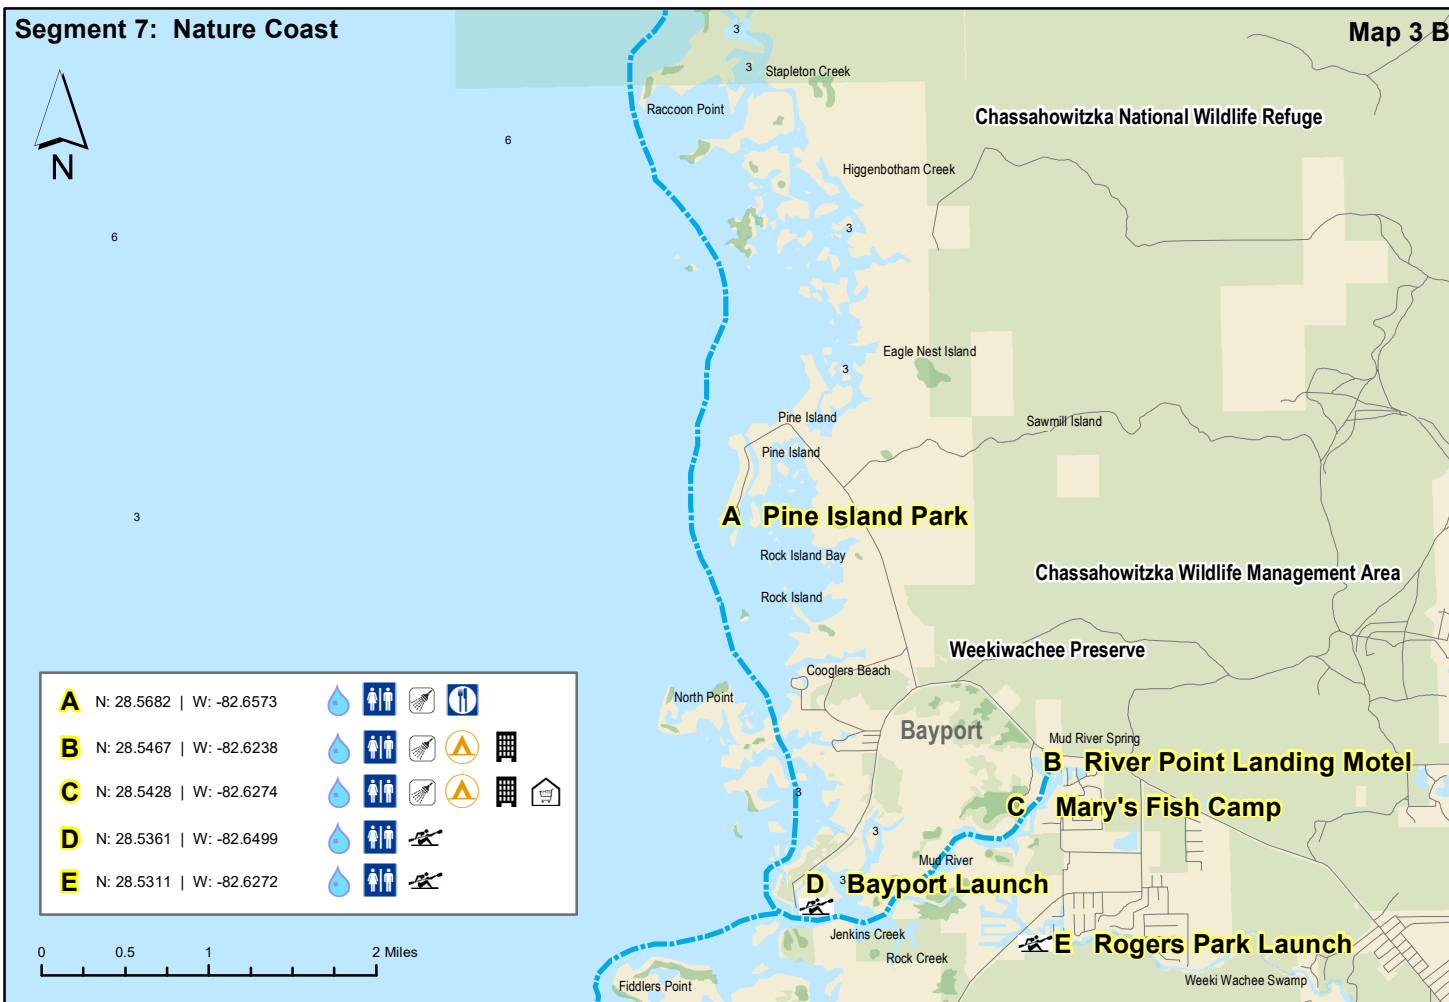 Segment 7:  Nature Coast
Map 3 B
N
3
3
Stapleton Creek
Raccoon Point
Chassahowitzka National Wildlife Refuge
6
Higgenbotham Creek
3
6
Eagle Nest Island
3
Pine Island
Sawmill Island
Pine Island
3
A Pine Island Park
Rock Island Bay
Chassahowitzka Wildlife Management Area
Rock Island
Weekiwachee Preserve
Cooglers Beach
North Point
Bayport
Mud River Spring
B River Point Landing Motel
3
C Mary's Fish Camp
3
Mud River
D Bayport Launch
3
Jenkins Creek
E Rogers Park Launch
Rock Creek
Weeki Wachee Swamp
Fiddlers Point
A N: 28.5682 | W: -82.6573
B N: 28.5467 | W: -82.6238
C N: 28.5428 | W: -82.6274
D N: 28.5361 | W: -82.6499
E N: 28.5311 | W: -82.6272
0 0.5 1 2 Miles